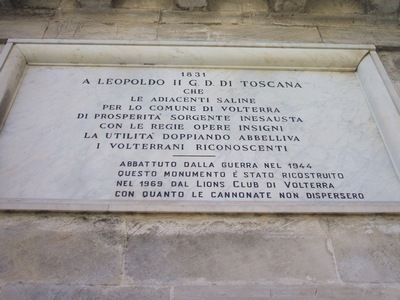 1831
A LEOPOLDO II G. D. DI TOSCANA
CHE
LE ADIACENTI SALINE
PER LO COMUNE DI VOLTERRA
DI PROSPERITA' SORGENTE INESAUSTA
CON LE REGIE OPERE INSIGNI
LA UTILITA' DOPPIANDO ABBELLIVA
I VOLTERRANI RICONOSCENTI
ABBATTUTO DALLA GUERRA NEL 1944
QUESTO MONUMENTO É STATO RICOSTRUITO
NEL 1969 DAL LIONS CLUB DI VOLTERRA
CON QUANTO LE CANNONATE NON DISPERSERO